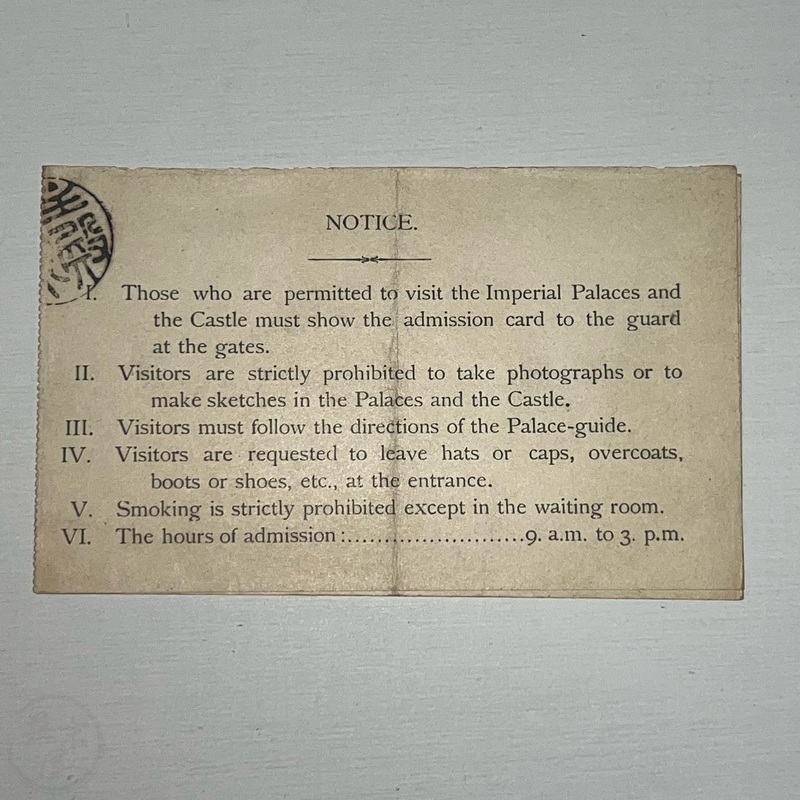 NOTICE.
I. Those who are permitted to visit the Imperial Palaces and
the Castle must show the admission card to the guard
at the gates.
II. Visitors are strictly prohibited to take photographs or to
make sketches in the Palaces and the Castle.
III. Visitors must follow the directions of the Palace-guide.
IV. Visitors are requested to leave hats or caps, overcoats,
boots or shoes, etc., at the entrance.
V. Smoking is strictly prohibited except in the waiting room.
VI. The hours of admission:........................9. a.m. to 3. p.m.